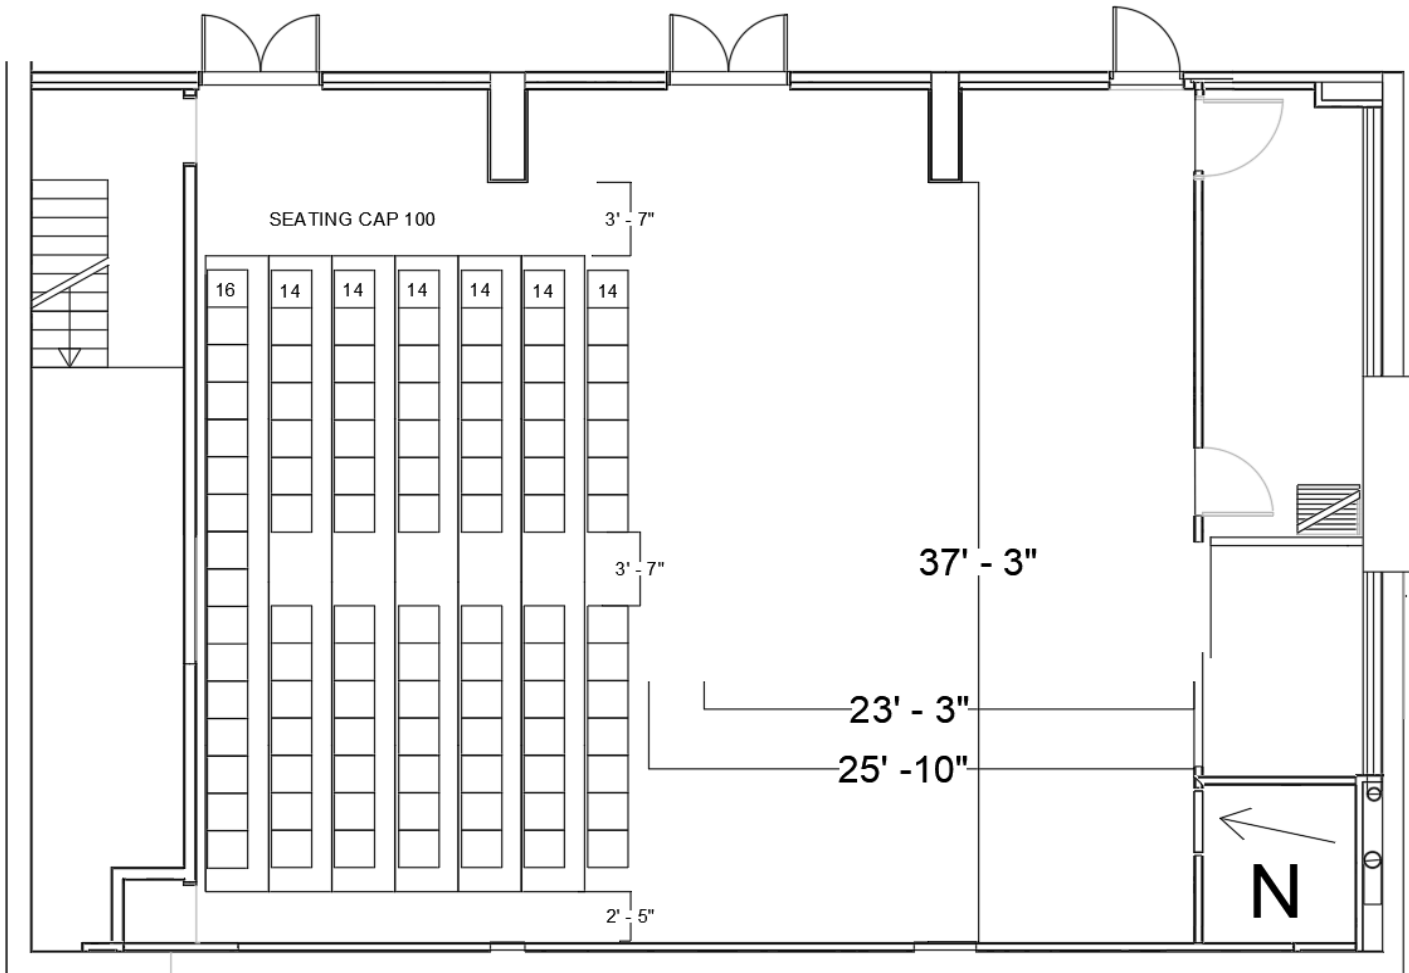 SEATING CAP 100
3' - 7"
16 14 14 14 14 14 14
37' - 3"
3' - 7"
23' - 3"
25' -10"
2' - 5"
N